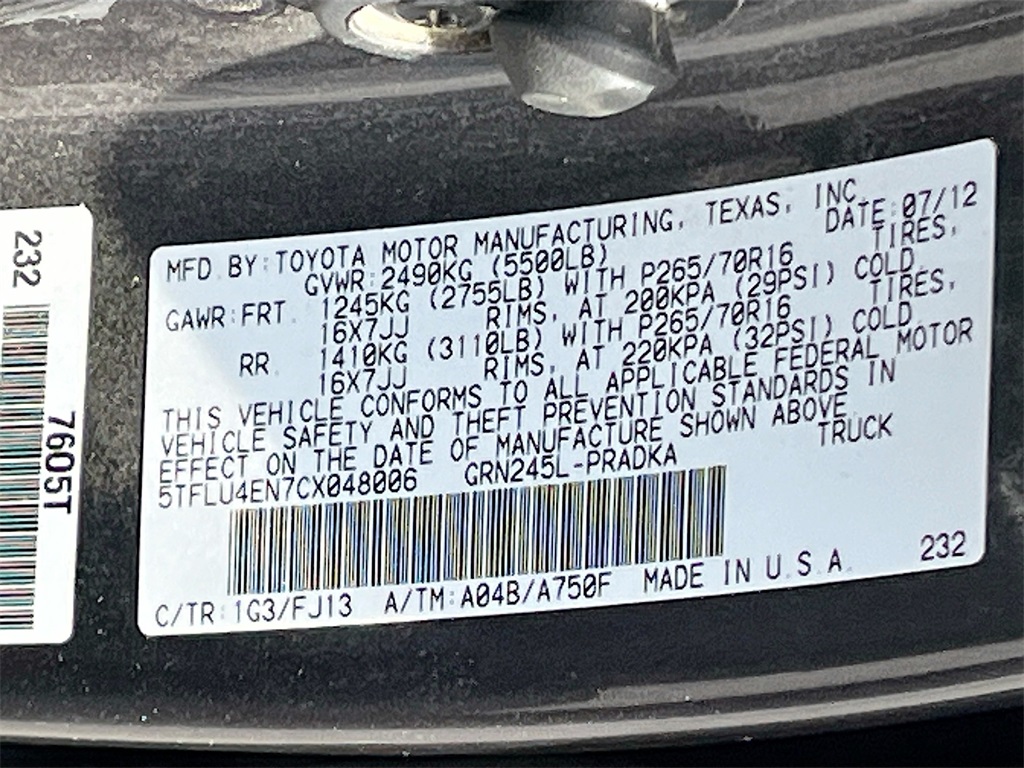 MFD. BY: TOYOTA MOTOR MANUFACTURING, TEXAS, INC.
GVWR: 2490KG (5500LB) DATE: 07/12
GAWR: FRT. 1245KG (2755LB) WITH P265/70R16 TIRES,
16X7JJ RIMS, AT 200KPA (29PSI) COLD.
RR. 1410KG (3110LB) WITH P265/70R16 TIRES,
16X7JJ RIMS, AT 220KPA (32PSI) COLD.
THIS VEHICLE CONFORMS TO ALL APPLICABLE FEDERAL MOTOR
VEHICLE SAFETY AND THEFT PREVENTION STANDARDS IN
EFFECT ON THE DATE OF MANUFACTURE SHOWN ABOVE.
5TFLU4EN7CX048006 GRN245L-PRADKA TRUCK
C/TR: 1G3/FJ13 A/TM: A04B/A750F MADE IN U.S.A. 232
232
7605T